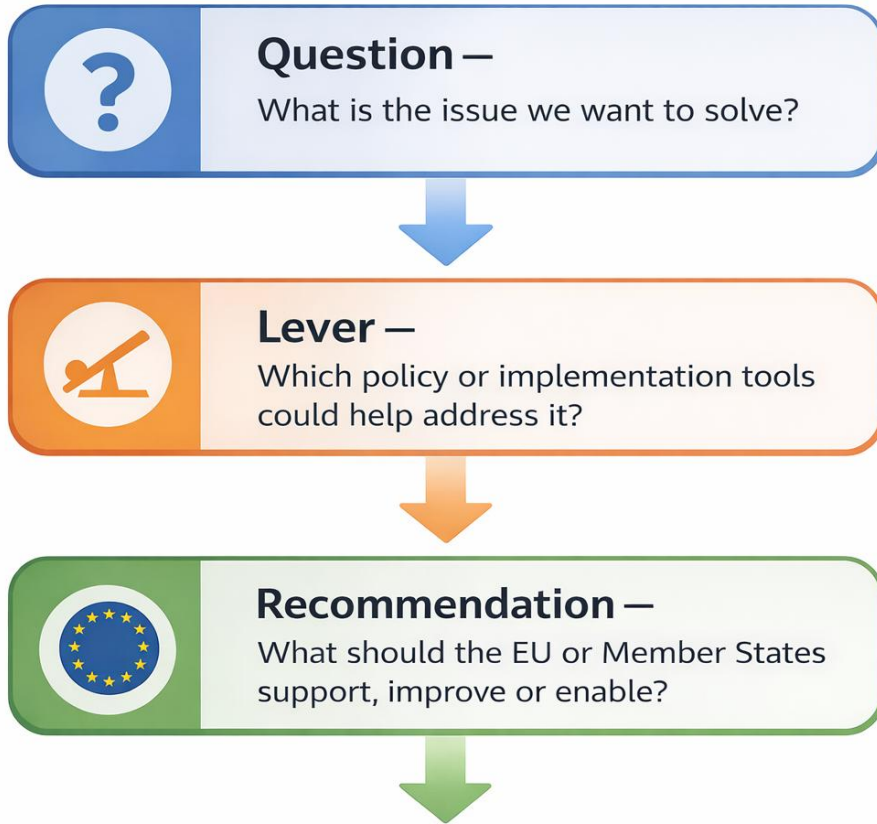 ?
Question —
What is the issue we want to solve?
Lever —
Which policy or implementation tools
could help address it?
Recommendation —
What should the EU or Member States
support, improve or enable?